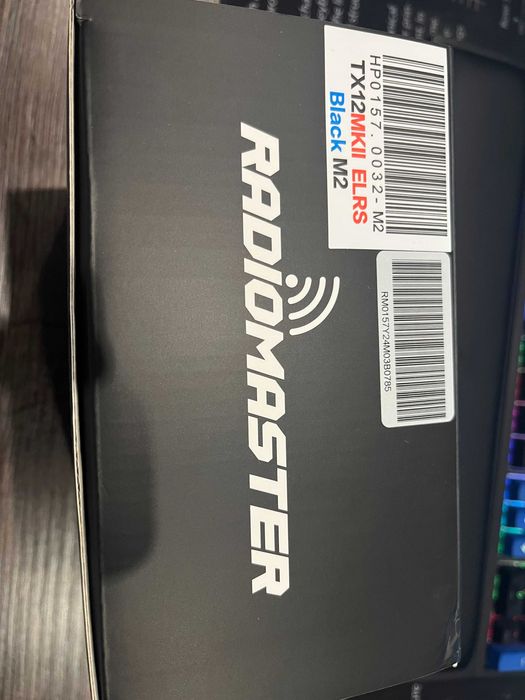 HP0157.0032-M2
TX12MKII ELRS
Black M2
RM0157Y24M03B0785
RADIOMASTER